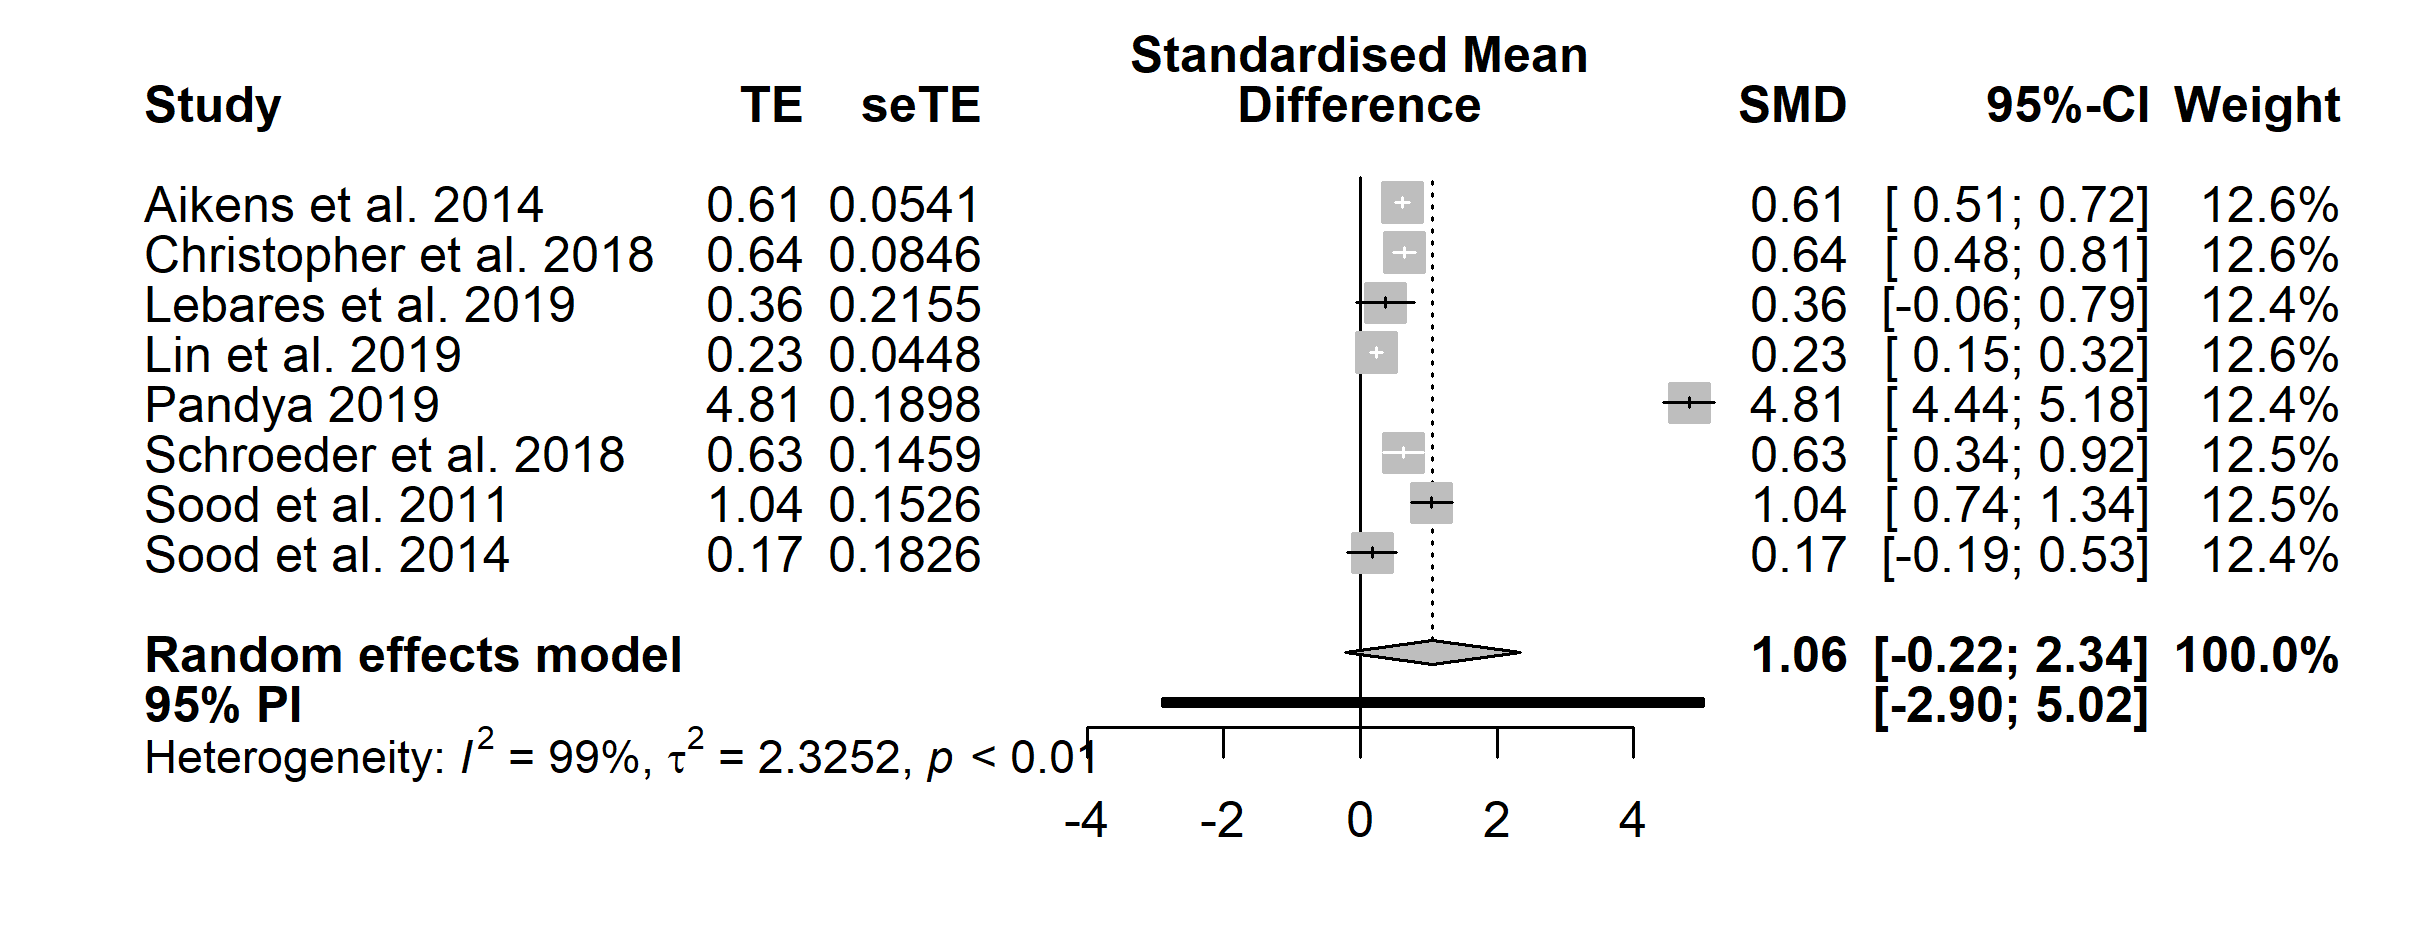 Standardised Mean
Study TE seTE Difference SMD 95%-CI Weight
Aikens et al. 2014 0.61 0.0541 0.61 [ 0.51; 0.72] 12.6%
Christopher et al. 2018 0.64 0.0846 0.64 [ 0.48; 0.81] 12.6%
Lebares et al. 2019 0.36 0.2155 0.36 [-0.06; 0.79] 12.4%
Lin et al. 2019 0.23 0.0448 0.23 [ 0.15; 0.32] 12.6%
Pandya 2019 4.81 0.1898 4.81 [ 4.44; 5.18] 12.4%
Schroeder et al. 2018 0.63 0.1459 0.63 [ 0.34; 0.92] 12.5%
Sood et al. 2011 1.04 0.1526 1.04 [ 0.74; 1.34] 12.5%
Sood et al. 2014 0.17 0.1826 0.17 [-0.19; 0.53] 12.4%
Random effects model 1.06 [-0.22; 2.34] 100.0%
95% PI [-2.90; 5.02]
Heterogeneity: I² = 99%, τ² = 2.3252, p < 0.01
-4 -2 0 2 4